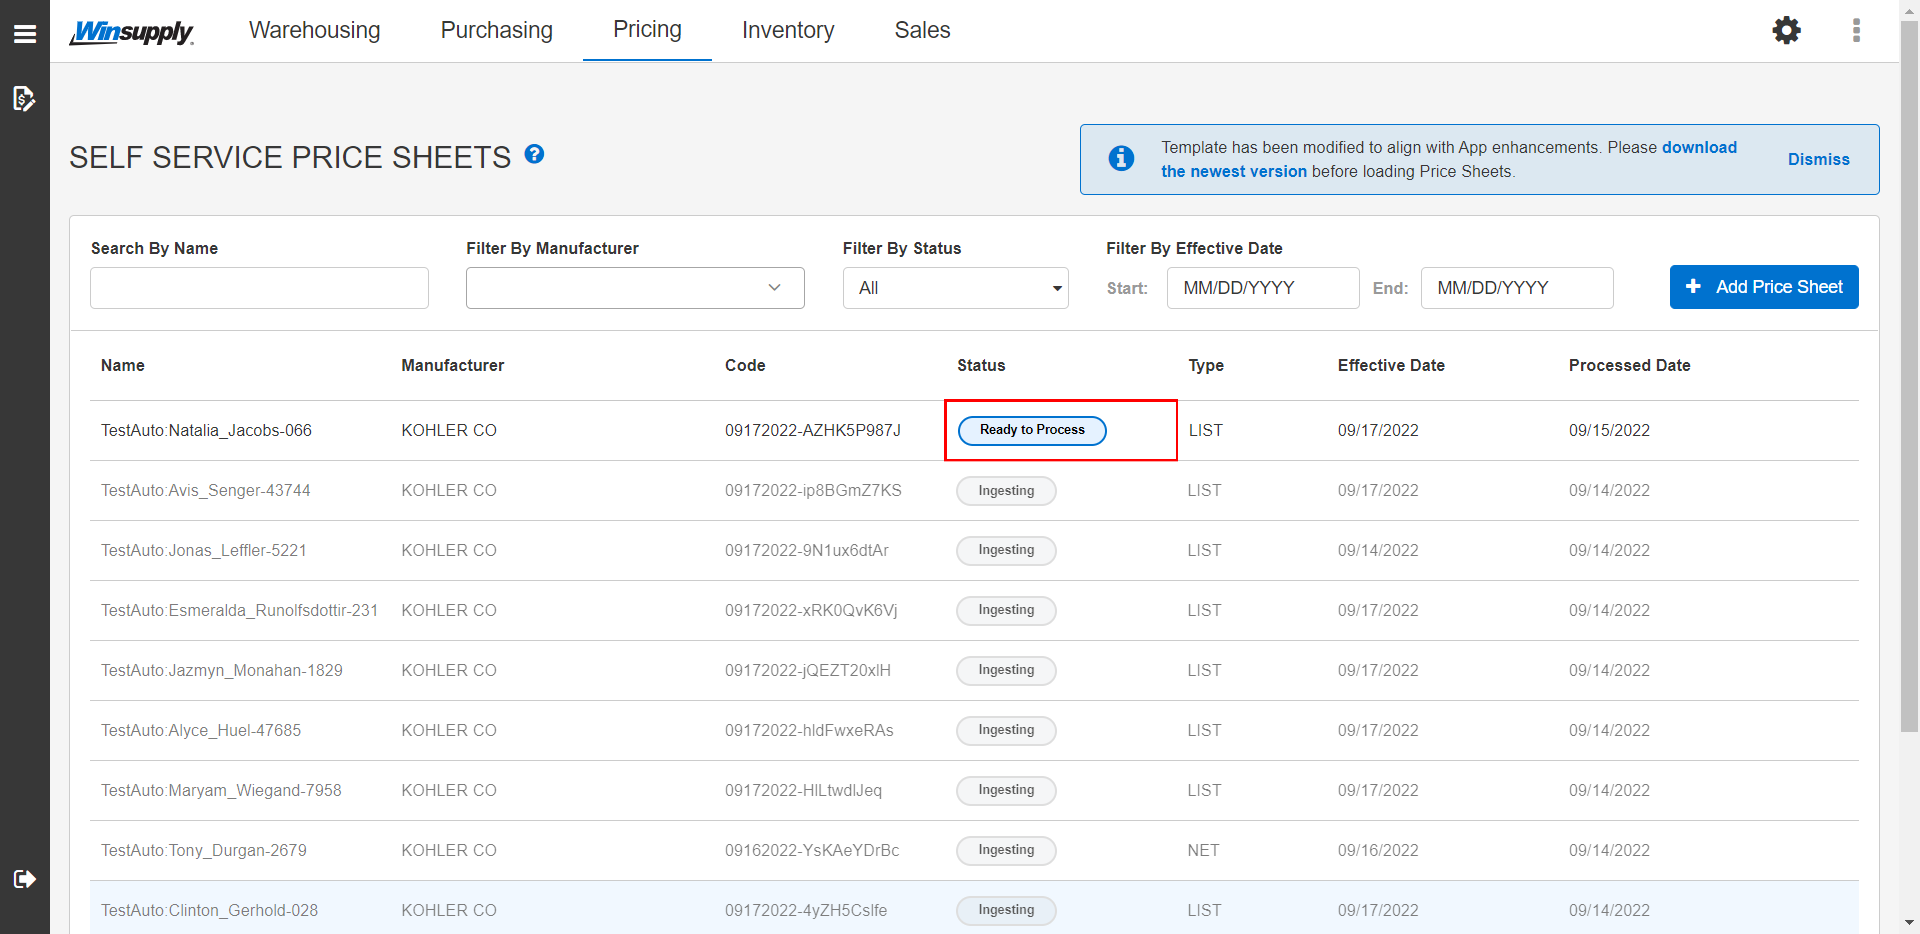 Winsupply
Warehousing
Purchasing
Pricing
Inventory
Sales
SELF SERVICE PRICE SHEETS ?
Template has been modified to align with App enhancements. Please download
the newest version before loading Price Sheets.
Dismiss
Search By Name
Filter By Manufacturer
Filter By Status
Filter By Effective Date
All
Start: MM/DD/YYYY End: MM/DD/YYYY
+ Add Price Sheet
Name Manufacturer Code Status Type Effective Date Processed Date
TestAuto:Natalia_Jacobs-066 KOHLER CO 09172022-AZHK5P987J Ready to Process LIST 09/17/2022 09/15/2022
TestAuto:Avis_Senger-43744 KOHLER CO 09172022-ip8BGmZ7KS Ingesting LIST 09/17/2022 09/14/2022
TestAuto:Jonas_Leffler-5221 KOHLER CO 09172022-9N1ux6dtAr Ingesting LIST 09/14/2022 09/14/2022
TestAuto:Esmeralda_Runolfsdottir-231 KOHLER CO 09172022-xRK0QvK6Vj Ingesting LIST 09/17/2022 09/14/2022
TestAuto:Jazmyn_Monahan-1829 KOHLER CO 09172022-jQEZT20xlH Ingesting LIST 09/17/2022 09/14/2022
TestAuto:Alyce_Huel-47685 KOHLER CO 09172022-hldFwxeRAs Ingesting LIST 09/17/2022 09/14/2022
TestAuto:Maryam_Wiegand-7958 KOHLER CO 09172022-HlLtwdlJeq Ingesting LIST 09/17/2022 09/14/2022
TestAuto:Tony_Durgan-2679 KOHLER CO 09162022-YsKAeYDrBc Ingesting NET 09/16/2022 09/14/2022
TestAuto:Clinton_Gerhold-028 KOHLER CO 09172022-4yZH5Cslfe Ingesting LIST 09/17/2022 09/14/2022